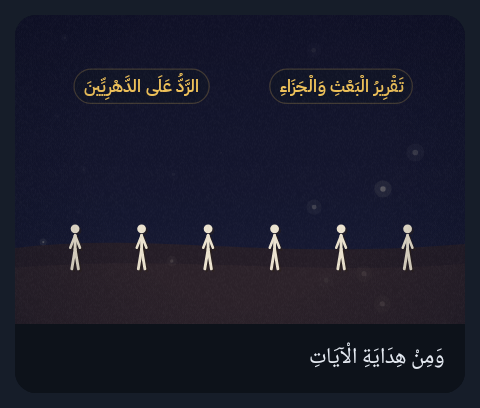 تَقْرِيرُ الْبَعْثِ وَالْجَزَاءِ
الرَّدُّ عَلَى الدَّهْرِيِّينَ
وَمِنْ هِدَايَةِ الْآيَاتِ